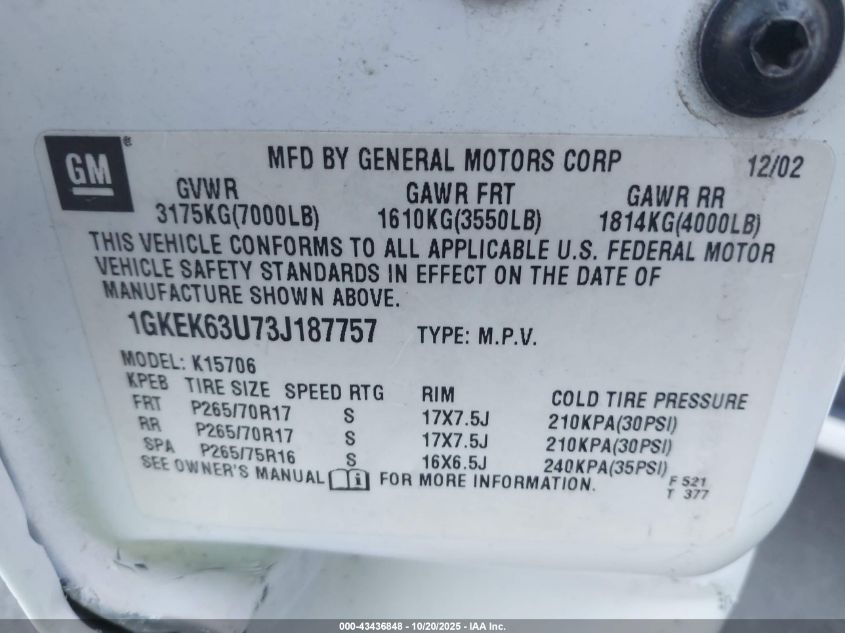 GM®
MFD BY GENERAL MOTORS CORP 12/02
GVWR GAWR FRT GAWR RR
3175KG(7000LB) 1610KG(3550LB) 1814KG(4000LB)
THIS VEHICLE CONFORMS TO ALL APPLICABLE U.S. FEDERAL MOTOR
VEHICLE SAFETY STANDARDS IN EFFECT ON THE DATE OF
MANUFACTURE SHOWN ABOVE.
1GKEK63U73J187757 TYPE: M.P.V.
MODEL: K15706
KPEB TIRE SIZE SPEED RTG RIM COLD TIRE PRESSURE
FRT P265/70R17 S 17X7.5J 210KPA(30PSI)
RR P265/70R17 S 17X7.5J 210KPA(30PSI)
SPA P265/75R16 S 16X6.5J 240KPA(35PSI)
SEE OWNER'S MANUAL i FOR MORE INFORMATION.
F 521
T 377
000-43436848 - 10/20/2025 - IAA Inc.